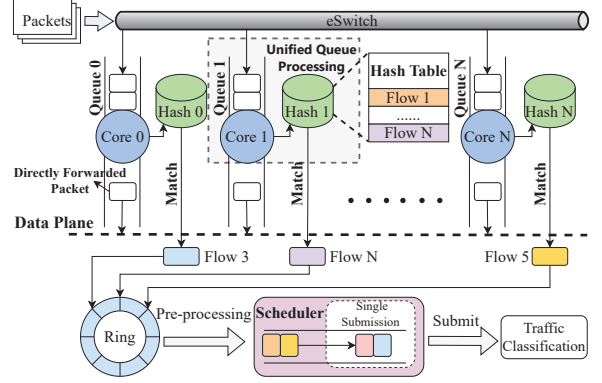 Packets
eSwitch
Queue 0
Hash 0
Core 0
Match
Directly Forwarded
Packet
Unified Queue
Processing
Queue 1
Hash 1
Core 1
Match
Hash Table
Flow 1
......
Flow N
Queue N
Hash N
Core N
Match
Data Plane
Flow 3
Flow N
Flow 5
Ring
Pre-processing
Scheduler
Single
Submission
Submit
Traffic
Classification